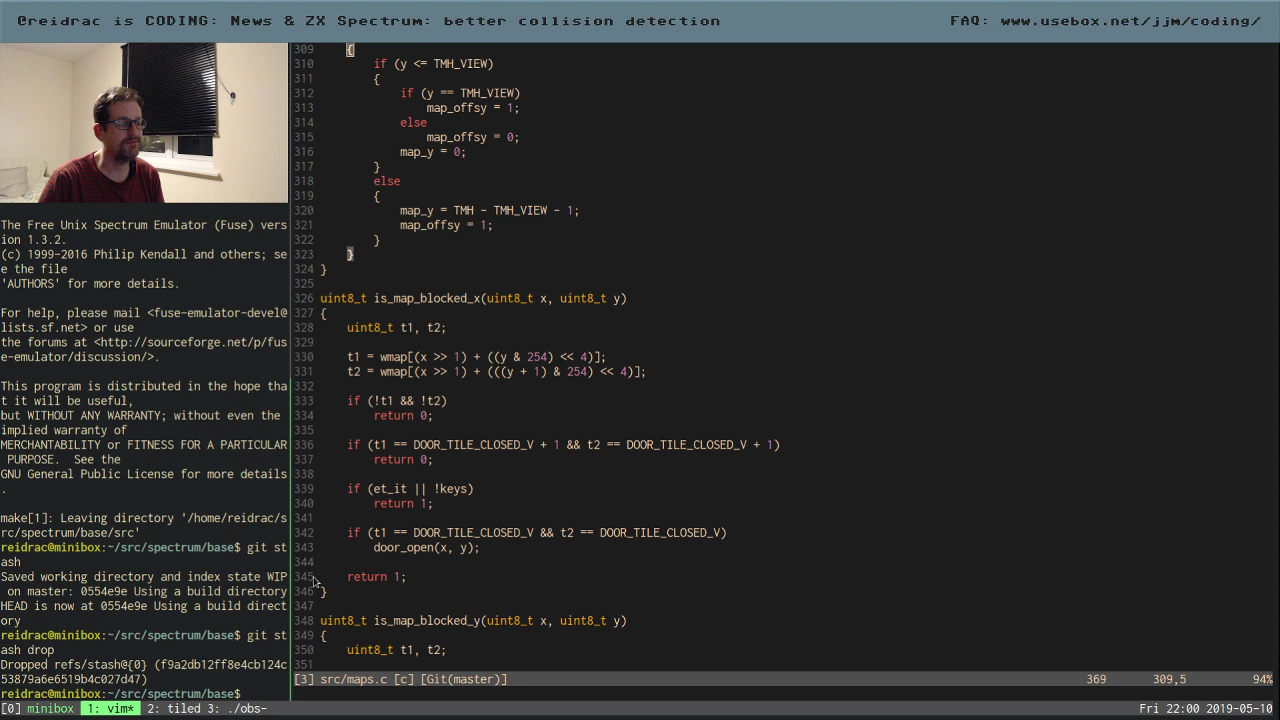 @reidrac is CODING: News & ZX Spectrum: better collision detection
FAQ: www.usebox.net/jjm/coding/
The Free Unix Spectrum Emulator (Fuse) vers
ion 1.3.2.
(c) 1999-2016 Philip Kendall and others; se
e the file
'AUTHORS' for more details.
For help, please mail <fuse-emulator-devel@
lists.sf.net> or use
the forums at <http://sourceforge.net/p/fus
e-emulator/discussion/>.
This program is distributed in the hope tha
t it will be useful,
but WITHOUT ANY WARRANTY; without even the
implied warranty of
MERCHANTABILITY or FITNESS FOR A PARTICULAR
 PURPOSE.  See the
GNU General Public License for more details
.
make[1]: Leaving directory '/home/reidrac/s
rc/spectrum/base/src'
reidrac@minibox:~/src/spectrum/base$ git st
ash
Saved working directory and index state WIP
 on master: 0554e9e Using a build directory
HEAD is now at 0554e9e Using a build direct
ory
reidrac@minibox:~/src/spectrum/base$ git st
ash drop
Dropped refs/stash@{0} (f9a2db12ff8e4cb124c
53879a6e6519b4c027d47)
reidrac@minibox:~/src/spectrum/base$
309     {
310         if (y <= TMH_VIEW)
311         {
312             if (y == TMH_VIEW)
313                 map_offsy = 1;
314             else
315                 map_offsy = 0;
316             map_y = 0;
317         }
318         else
319         {
320             map_y = TMH - TMH_VIEW - 1;
321             map_offsy = 1;
322         }
323     }
324 }
325
326 uint8_t is_map_blocked_x(uint8_t x, uint8_t y)
327 {
328     uint8_t t1, t2;
329
330     t1 = wmap[(x >> 1) + ((y & 254) << 4)];
331     t2 = wmap[(x >> 1) + (((y + 1) & 254) << 4)];
332
333     if (!t1 && !t2)
334         return 0;
335
336     if (t1 == DOOR_TILE_CLOSED_V + 1 && t2 == DOOR_TILE_CLOSED_V + 1)
337         return 0;
338
339     if (et_it || !keys)
340         return 1;
341
342     if (t1 == DOOR_TILE_CLOSED_V && t2 == DOOR_TILE_CLOSED_V)
343         door_open(x, y);
344
345     return 1;
346 }
347
348 uint8_t is_map_blocked_y(uint8_t x, uint8_t y)
349 {
350     uint8_t t1, t2;
351
[3] src/maps.c [c] [Git(master)] 369 309,5 94%
[0] minibox 1: vim* 2: tiled 3: ./obs- Fri 22:00 2019-05-10